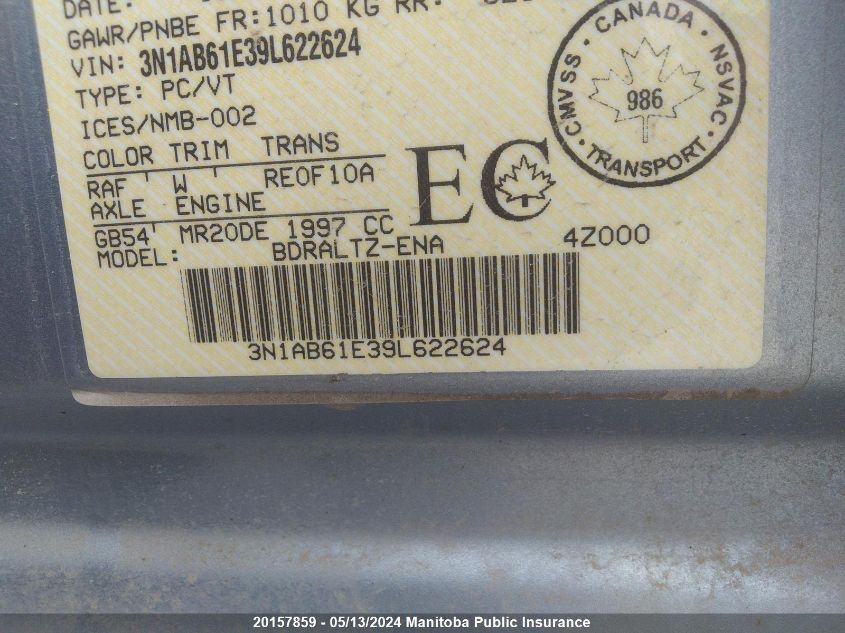 DATE:
GAWR/PNBE FR:1010 KG RR:
VIN: 3N1AB61E39L622624
TYPE: PC/VT
ICES/NMB-002
COLOR TRIM TRANS
RAF ' W ' RE0F10A
AXLE ENGINE
GB54' MR20DE 1997 CC
MODEL: BDRALTZ-ENA 4Z000
3N1AB61E39L622624
EC
CANADA
CMVSS · NSVAC
986
TRANSPORT
20157859 - 05/13/2024 Manitoba Public Insurance